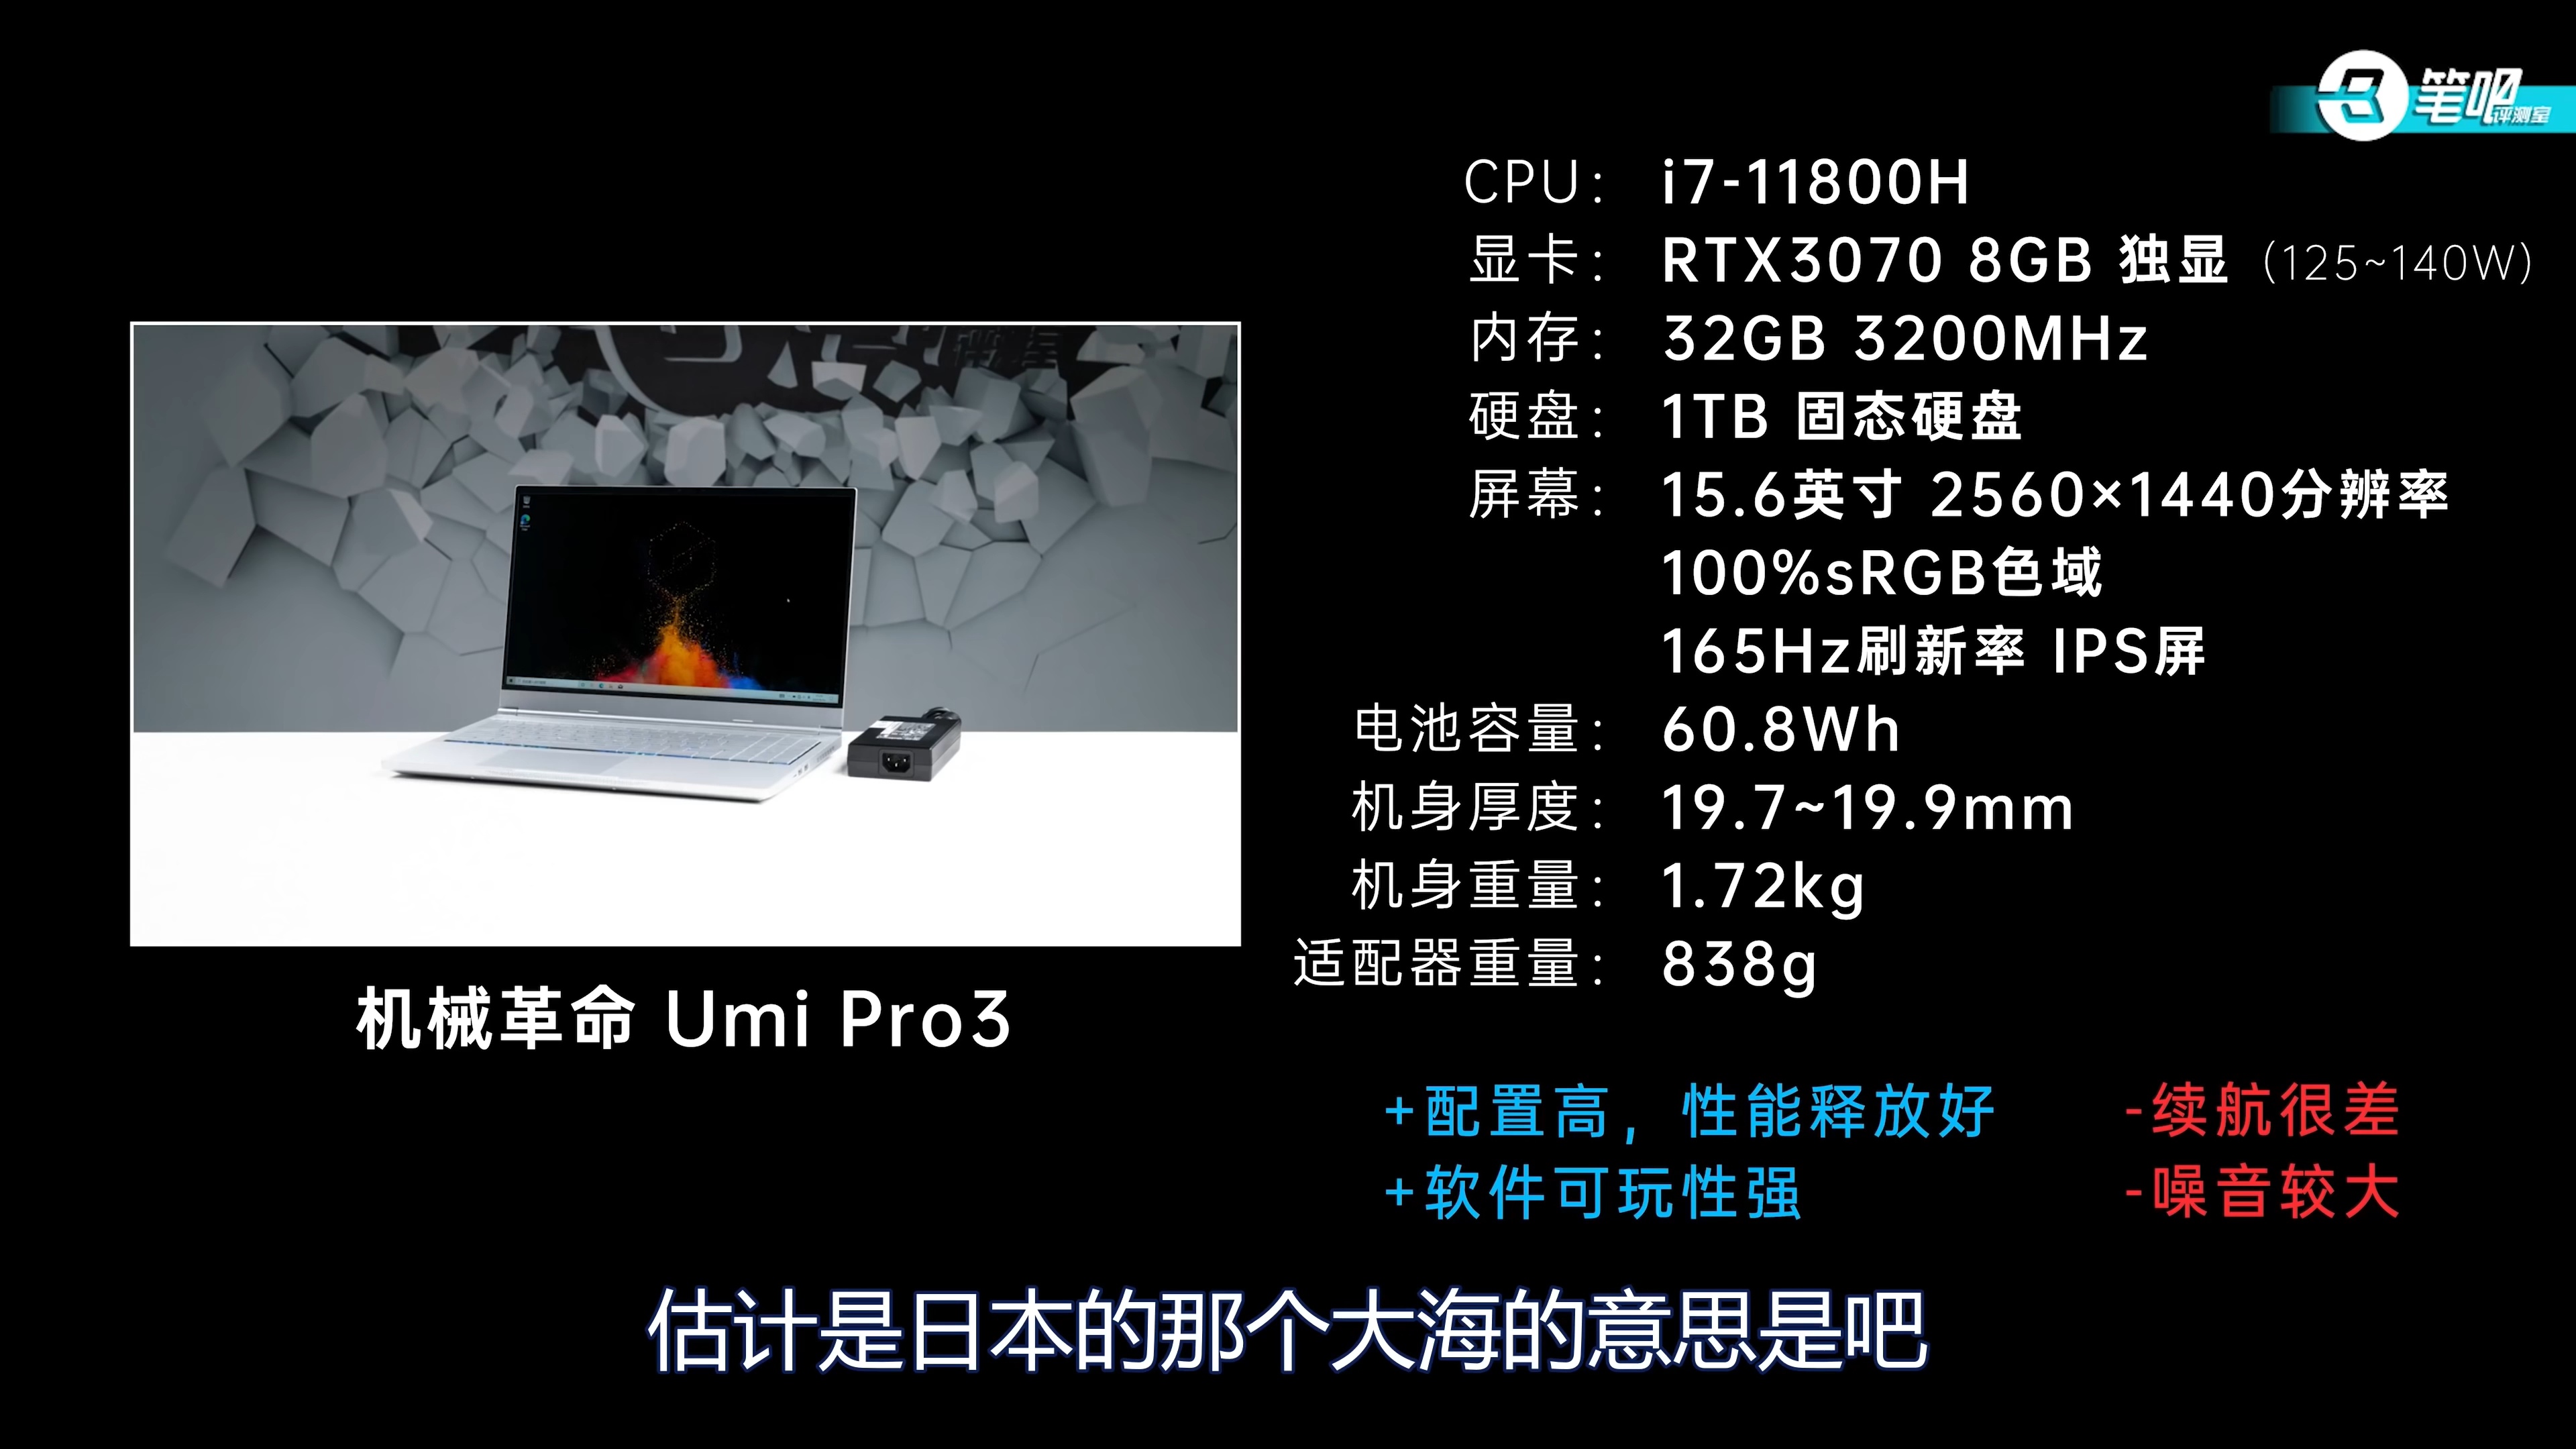 笔吧评测室
CPU： i7-11800H
显卡： RTX3070 8GB 独显 (125~140W)
内存： 32GB 3200MHz
硬盘： 1TB 固态硬盘
屏幕： 15.6英寸 2560×1440分辨率
100%sRGB色域
165Hz刷新率 IPS屏
电池容量： 60.8Wh
机身厚度： 19.7~19.9mm
机身重量： 1.72kg
适配器重量： 838g
机械革命 Umi Pro3
+配置高，性能释放好 -续航很差
+软件可玩性强 -噪音较大
估计是日本的那个大海的意思是吧